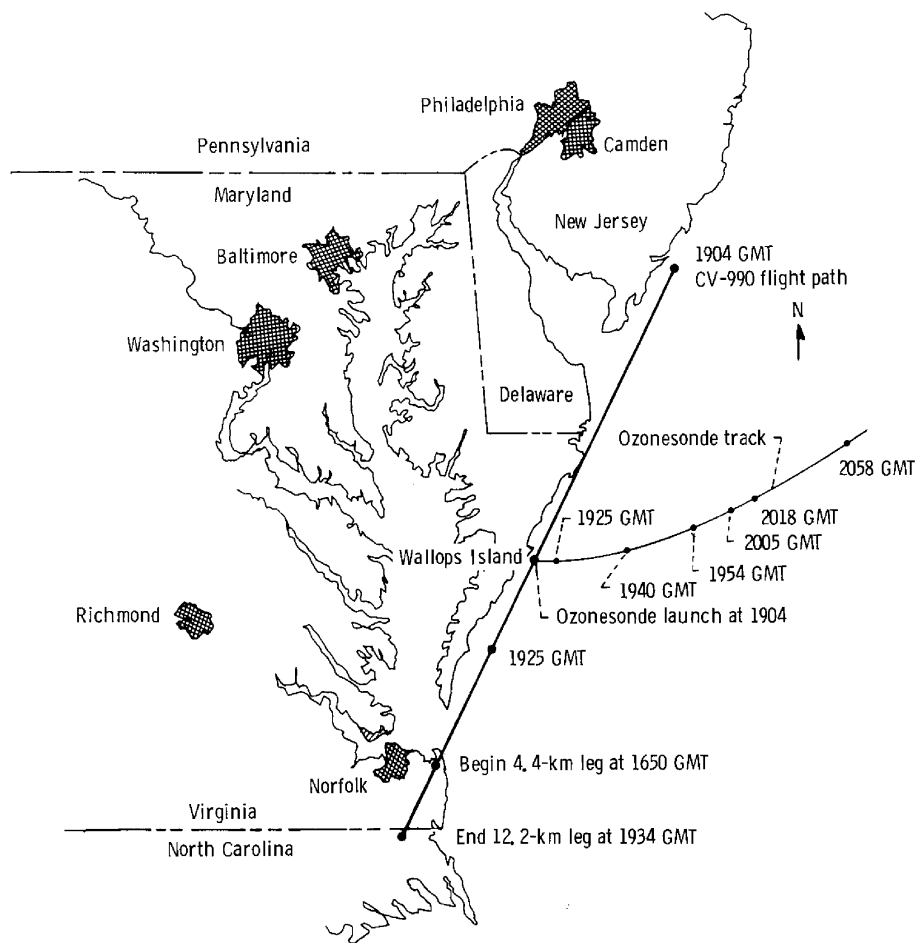 Philadelphia
Camden
Pennsylvania
Maryland
New Jersey
Baltimore
1904 GMT
CV-990 flight path
N
Washington
Delaware
Ozonesonde track
2058 GMT
1925 GMT
2018 GMT
2005 GMT
Wallops Island
1954 GMT
1940 GMT
Richmond
Ozonesonde launch at 1904
1925 GMT
Begin 4.4-km leg at 1650 GMT
Norfolk
Virginia
End 12.2-km leg at 1934 GMT
North Carolina